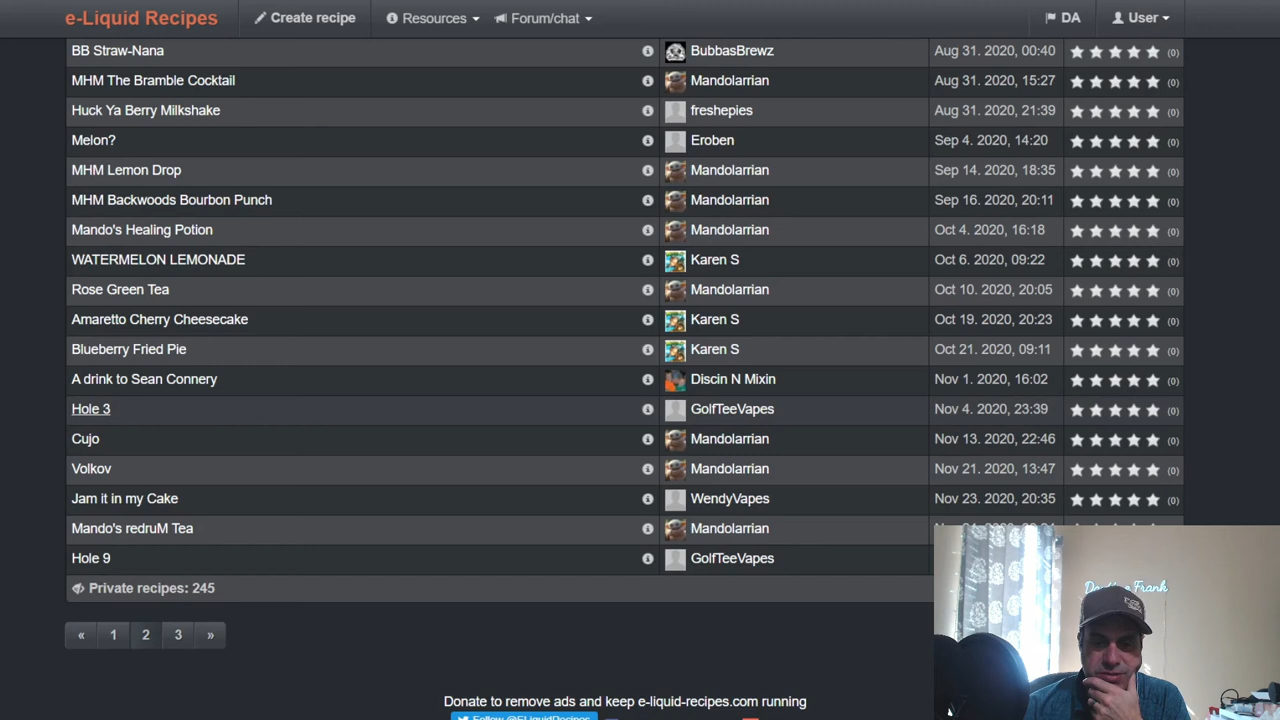 e-Liquid Recipes Create recipe Resources Forum/chat DA User
BB Straw-Nana BubbasBrewz Aug 31. 2020, 00:40 (0)
MHM The Bramble Cocktail Mandolarrian Aug 31. 2020, 15:27 (0)
Huck Ya Berry Milkshake freshepies Aug 31. 2020, 21:39 (0)
Melon? Eroben Sep 4. 2020, 14:20 (0)
MHM Lemon Drop Mandolarrian Sep 14. 2020, 18:35 (0)
MHM Backwoods Bourbon Punch Mandolarrian Sep 16. 2020, 20:11 (0)
Mando's Healing Potion Mandolarrian Oct 4. 2020, 16:18 (0)
WATERMELON LEMONADE Karen S Oct 6. 2020, 09:22 (0)
Rose Green Tea Mandolarrian Oct 10. 2020, 20:05 (0)
Amaretto Cherry Cheesecake Karen S Oct 19. 2020, 20:23 (0)
Blueberry Fried Pie Karen S Oct 21. 2020, 09:11 (0)
A drink to Sean Connery Discin N Mixin Nov 1. 2020, 16:02 (0)
Hole 3 GolfTeeVapes Nov 4. 2020, 23:39 (0)
Cujo Mandolarrian Nov 13. 2020, 22:46 (0)
Volkov Mandolarrian Nov 21. 2020, 13:47 (0)
Jam it in my Cake WendyVapes Nov 23. 2020, 20:35 (0)
Mando's redruM Tea Mandolarrian
Hole 9 GolfTeeVapes
Private recipes: 245
« 1 2 3 »
Donate to remove ads and keep e-liquid-recipes.com running
Follow @ELiquidRecipes
Frank